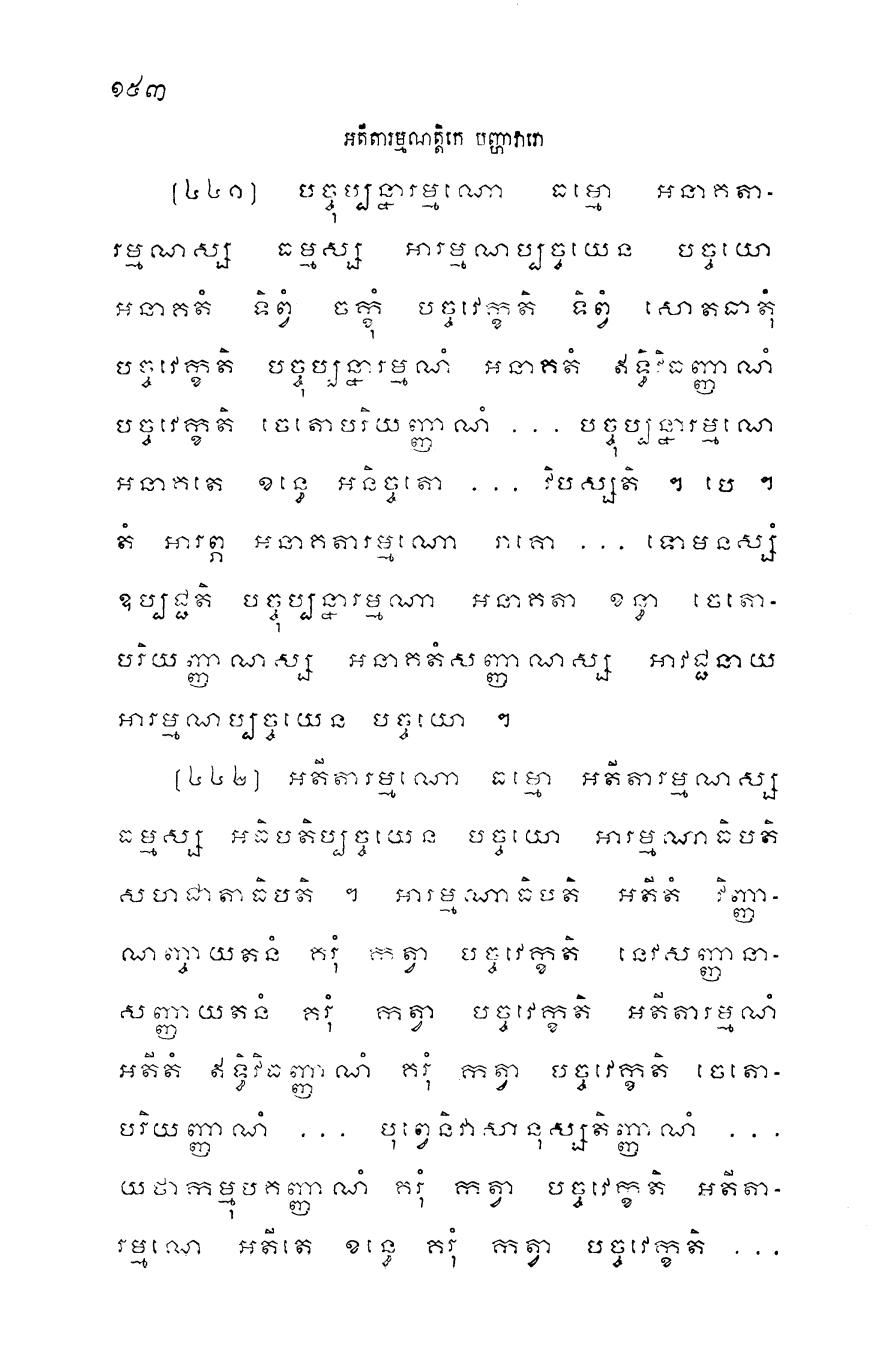 ១៥៣
អតីតារម្មណត្តិកេ បញ្ហាវារោ
[៤៤១] បច្ចុប្បន្នារម្មណោ ធម្មោ អនាគតា-
រម្មណស្ស ធម្មស្ស អារម្មណប្បច្ចយេន បច្ចយោ
អនាគតំ ទិព្វំ ចក្ខុំ បច្ចវេក្ខតិ ទិព្វំ សោតធាតុំ
បច្ចវេក្ខតិ បច្ចុប្បន្នារម្មណំ អនាគតំ ឥទ្ធិវិធញ្ញាណំ
បច្ចវេក្ខតិ ចេតោបរិយញ្ញាណំ ... បច្ចុប្បន្នារម្មណេ
អនាគតេ ខន្ធេ អនិច្ចតោ ... វិបស្សតិ ។ បេ ។
តំ អារព្ភ អនាគតារម្មណោ រាគោ ... ទោមនស្សំ
ឧប្បជ្ជតិ បច្ចុប្បន្នារម្មណា អនាគតា ខន្ធា ចេតោ-
បរិយញ្ញាណស្ស អនាគតំសញ្ញាណស្ស អាវជ្ជនាយ
អារម្មណប្បច្ចយេន បច្ចយោ ។
[៤៤២] អតីតារម្មណោ ធម្មោ អតីតារម្មណស្ស
ធម្មស្ស អធិបតិប្បច្ចយេន បច្ចយោ អារម្មណាធិបតិ
សហជាតាធិបតិ ។ អារម្មណាធិបតិ អតីតំ វិញ្ញា-
ណញ្ចាយតនំ គរុំ កត្វា បច្ចវេក្ខតិ នេវសញ្ញានា-
សញ្ញាយតនំ គរុំ កត្វា បច្ចវេក្ខតិ អតីតារម្មណំ
អតីតំ ឥទ្ធិវិធញ្ញាណំ គរុំ កត្វា បច្ចវេក្ខតិ ចេតោ-
បរិយញ្ញាណំ ... បុព្វេនិវាសានុស្សតិញ្ញាណំ ...
យថាកម្មុបគញ្ញាណំ គរុំ កត្វា បច្ចវេក្ខតិ អតីតា-
រម្មណេ អតីតេ ខន្ធេ គរុំ កត្វា បច្ចវេក្ខតិ ...